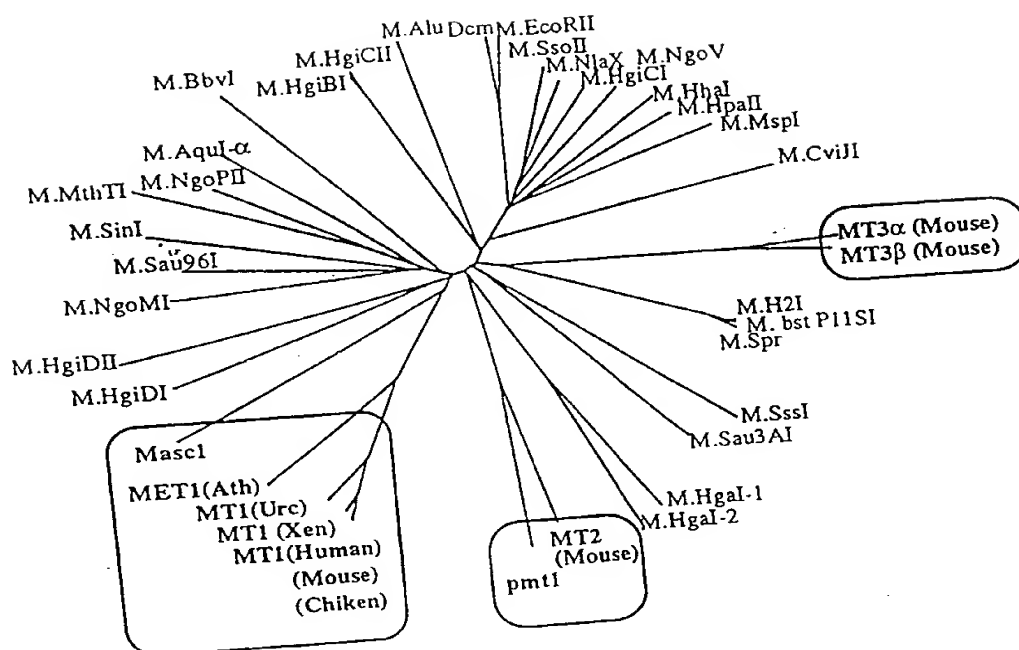 M.Alu
Dcm
M.EcoRII
M.SsoII
M.HgiCII
M.NlaX
M.NgoV
M.HgiCI
M.HgiBI
M.BbvI
M.HhaI
M.HpaII
M.MspI
M.CviJI
M.AquI-α
M.NgoPII
M.MthTI
M.SinI
M.Sau96I
M.NgoMI
M.HgiDII
M.HgiDI
MT3α (Mouse)
MT3β (Mouse)
M.H2I
M. bst P11SI
M.Spr
M.SssI
M.Sau3AI
M.HgaI-1
M.HgaI-2
Masc1
MET1(Ath)
MT1(Urc)
MT1 (Xen)
MT1(Human)
(Mouse)
(Chiken)
MT2
(Mouse)
pmt1